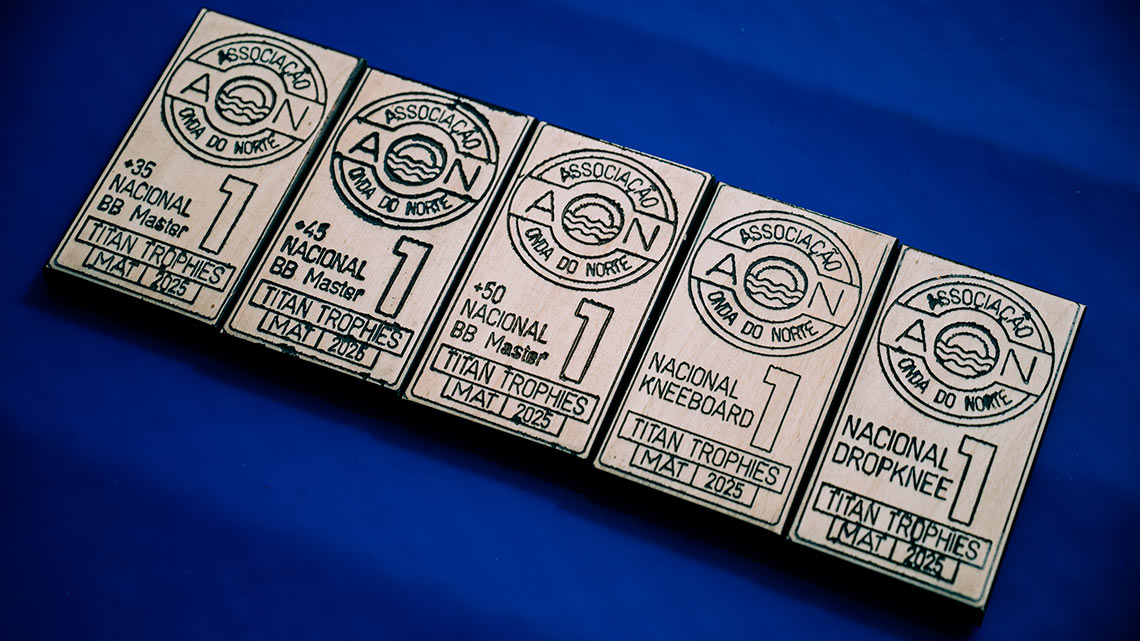 ASSOCIAÇÃO
AON
ONDA DO NORTE
+35
NACIONAL
BB Master
1
TITAN TROPHIES
MAT 2025
ASSOCIAÇÃO
AON
ONDA DO NORTE
+45
NACIONAL
BB Master
1
TITAN TROPHIES
MAT 2025
ASSOCIAÇÃO
AON
ONDA DO NORTE
+50
NACIONAL
BB Master
1
TITAN TROPHIES
MAT 2025
ASSOCIAÇÃO
AON
ONDA DO NORTE
NACIONAL
KNEEBOARD
1
TITAN TROPHIES
MAT 2025
ASSOCIAÇÃO
AON
ONDA DO NORTE
NACIONAL
DROPKNEE
1
TITAN TROPHIES
MAT 2025